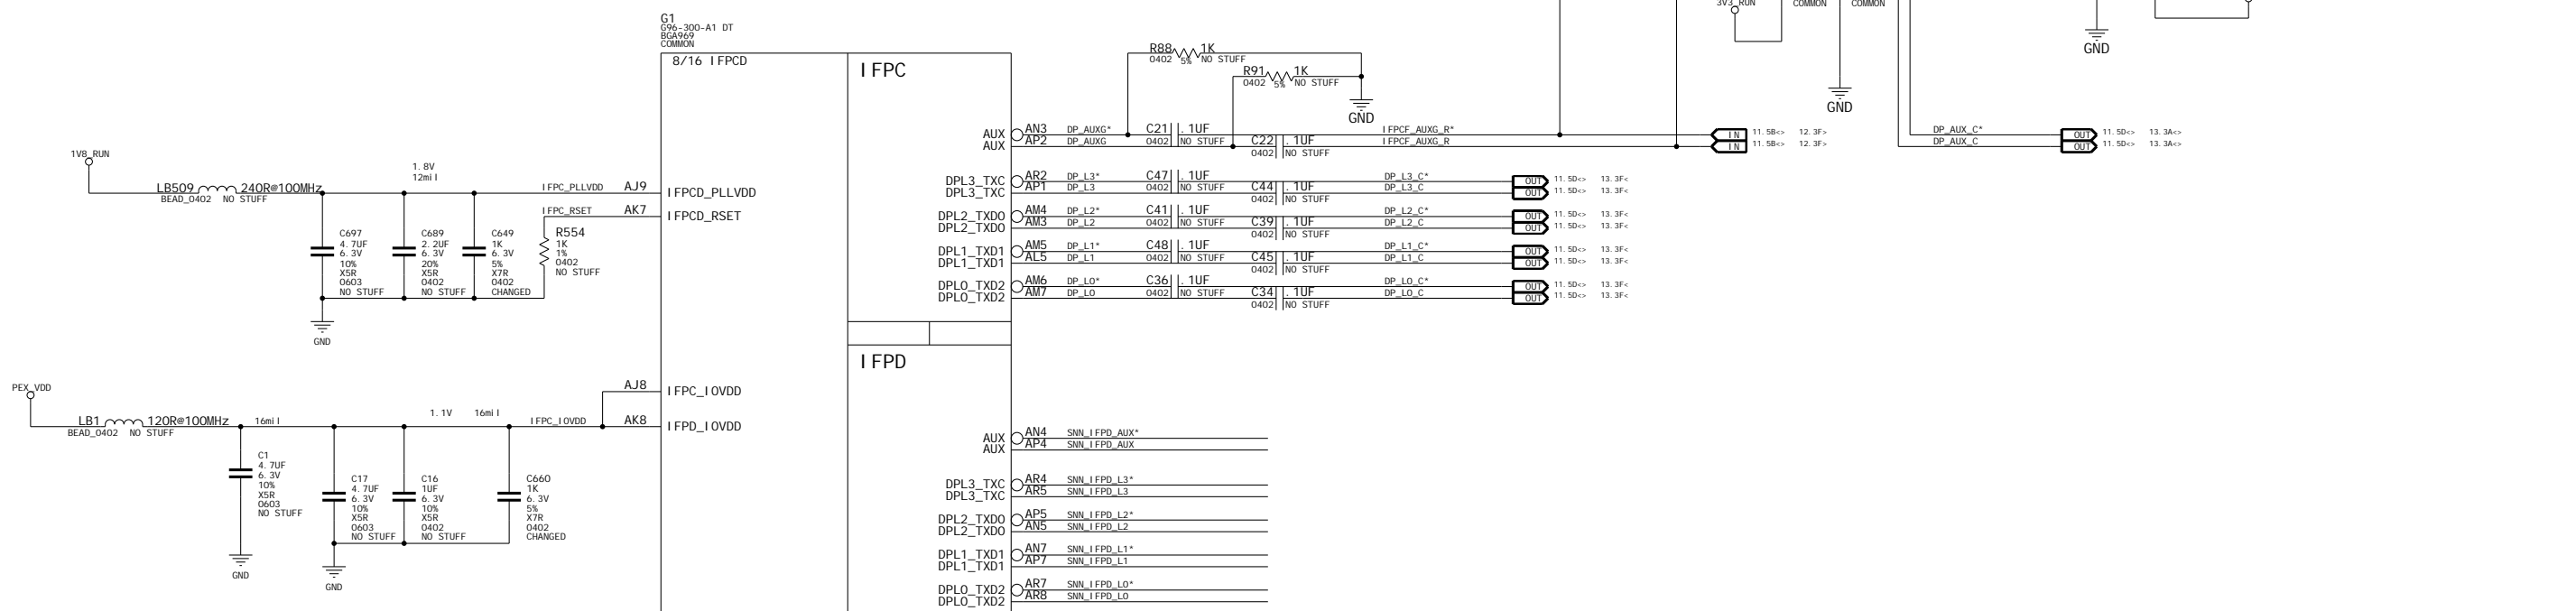 G1
G96-300-A1 DT
BGA969
COMMON
8/16 IFPCD
IFPC
R88 1K
0402 5% NO STUFF
R91 1K
0402 5% NO STUFF
GND
3V3_RUN
COMMON COMMON
GND
GND
AUX AN3 DP_AUXG* C21 .1UF IFPCF_AUXG_R* IN 11.5B<> 12.3F>
AUX AP2 DP_AUXG 0402 NO STUFF C22 .1UF IFPCF_AUXG_R IN 11.5B<> 12.3F>
0402 NO STUFF
DP_AUX_C* OUT 11.5D<> 13.3A<>
DP_AUX_C OUT 11.5D<> 13.3A<>
DPL3_TXC AR2 DP_L3* C47 .1UF DP_L3_C* OUT 11.5D<> 13.3F<
DPL3_TXC AP1 DP_L3 0402 NO STUFF C44 .1UF DP_L3_C OUT 11.5D<> 13.3F<
0402 NO STUFF
DPL2_TXD0 AM4 DP_L2* C41 .1UF DP_L2_C* OUT 11.5D<> 13.3F<
DPL2_TXD0 AM3 DP_L2 0402 NO STUFF C39 .1UF DP_L2_C OUT 11.5D<> 13.3F<
0402 NO STUFF
DPL1_TXD1 AM5 DP_L1* C48 .1UF DP_L1_C* OUT 11.5D<> 13.3F<
DPL1_TXD1 AL5 DP_L1 0402 NO STUFF C45 .1UF DP_L1_C OUT 11.5D<> 13.3F<
0402 NO STUFF
DPL0_TXD2 AM6 DP_L0* C36 .1UF DP_L0_C* OUT 11.5D<> 13.3F<
DPL0_TXD2 AM7 DP_L0 0402 NO STUFF C34 .1UF DP_L0_C OUT 11.5D<> 13.3F<
0402 NO STUFF
1V8_RUN
LB509 240R@100MHz
BEAD_0402 NO STUFF
1.8V
12mil
IFPC_PLLVDD AJ9 IFPCD_PLLVDD
IFPC_RSET AK7 IFPCD_RSET
C697
4.7UF
6.3V
10%
X5R
0603
NO STUFF
C689
2.2UF
6.3V
20%
X5R
0402
NO STUFF
C649
1K
6.3V
5%
X7R
0402
CHANGED
R554
1K
1%
0402
NO STUFF
GND
IFPD
PEX_VDD
LB1 120R@100MHz
BEAD_0402 NO STUFF
16mil
1.1V 16mil
IFPC_IOVDD
AJ8 IFPC_IOVDD
AK8 IFPD_IOVDD
C1
4.7UF
6.3V
10%
X5R
0603
NO STUFF
C17
4.7UF
6.3V
10%
X5R
0603
NO STUFF
C16
1UF
6.3V
10%
X5R
0402
NO STUFF
C660
1K
6.3V
5%
X7R
0402
CHANGED
GND
GND
AUX AN4 SNN_IFPD_AUX*
AUX AP4 SNN_IFPD_AUX
DPL3_TXC AR4 SNN_IFPD_L3*
DPL3_TXC AR5 SNN_IFPD_L3
DPL2_TXD0 AP5 SNN_IFPD_L2*
DPL2_TXD0 AN5 SNN_IFPD_L2
DPL1_TXD1 AN7 SNN_IFPD_L1*
DPL1_TXD1 AP7 SNN_IFPD_L1
DPL0_TXD2 AR7 SNN_IFPD_L0*
DPL0_TXD2 AR8 SNN_IFPD_L0